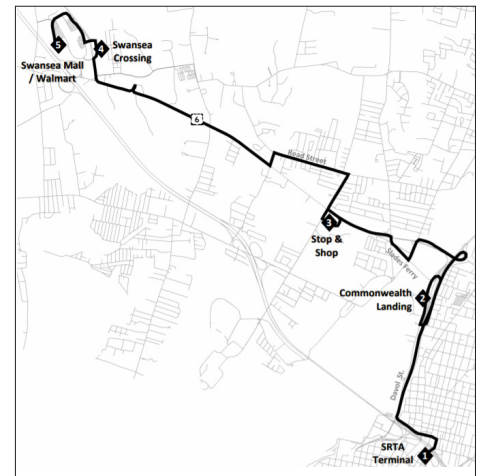 5
4
Swansea
Crossing
Swansea Mall
/ Walmart
6
Read Street
3
Stop &
Shop
Slades Ferry
Commonwealth
Landing
2
Davol St.
SRTA
Terminal
1